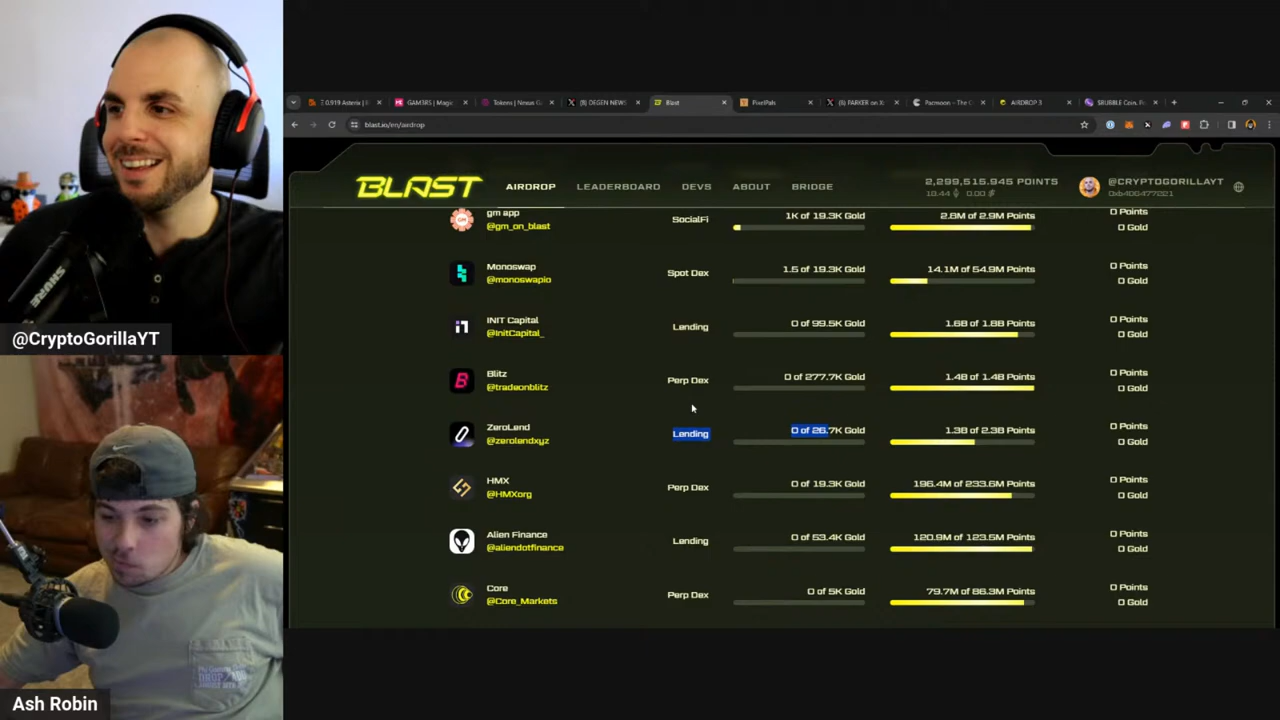 SHURE
@CryptoGorillaYT
Ash Robin
Blast
PixelPals
AIRDROP 3
blast.io/en/airdrop
BLAST
AIRDROP
LEADERBOARD
DEVS
ABOUT
BRIDGE
2,299,515.945 POINTS
@CRYPTOGORILLAYT
gm app
@gm_on_blast
SocialFi
1K of 19.3K Gold
2.8M of 2.9M Points
0 Points
0 Gold
Monoswap
@monoswapio
Spot Dex
1.5 of 19.3K Gold
14.1M of 54.9M Points
0 Points
0 Gold
INIT Capital
@InitCapital_
Lending
0 of 99.5K Gold
1.6B of 1.8B Points
0 Points
0 Gold
Blitz
@tradeonblitz
Perp Dex
0 of 277.7K Gold
1.4B of 1.4B Points
0 Points
0 Gold
ZeroLend
@zerolendxyz
Lending
0 of 26.7K Gold
1.3B of 2.3B Points
0 Points
0 Gold
HMX
@HMXorg
Perp Dex
0 of 19.3K Gold
196.4M of 233.6M Points
0 Points
0 Gold
Alien Finance
@aliendotfinance
Lending
0 of 53.4K Gold
120.9M of 123.5M Points
0 Points
0 Gold
Core
@Core_Markets
Perp Dex
0 of 5K Gold
79.7M of 86.3M Points
0 Points
0 Gold